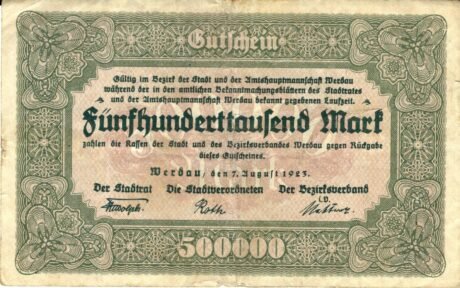 Gutschein
Gültig im Bezirk der Stadt und der Amtshauptmannschaft Werdau
während der in den amtlichen Bekanntmachungsblättern des Stadtrates
und der Amtshauptmannschaft Werdau bekannt gegebenen Laufzeit.
Fünfhunderttausend Mark
zahlen die Kassen der Stadt und des Bezirksverbandes Werdau gegen Rückgabe
dieses Gutscheines.
Werdau, den 7. August 1923.
Der Stadtrat Die Stadtverordneten Der Bezirksverband
i.V.
Roth
500000